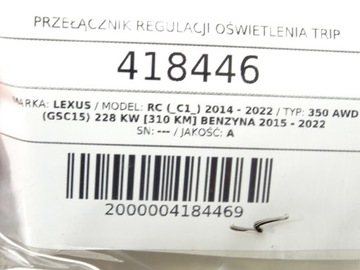 PRZEŁĄCZNIK REGULACJI OŚWIETLENIA TRIP
418446
MARKA: LEXUS / MODEL: RC (_C1_) 2014 - 2022 / TYP: 350 AWD
(GSC15) 228 KW [310 KM] BENZYNA 2015 - 2022
SN: --- / JAKOŚĆ: A
2000004184469